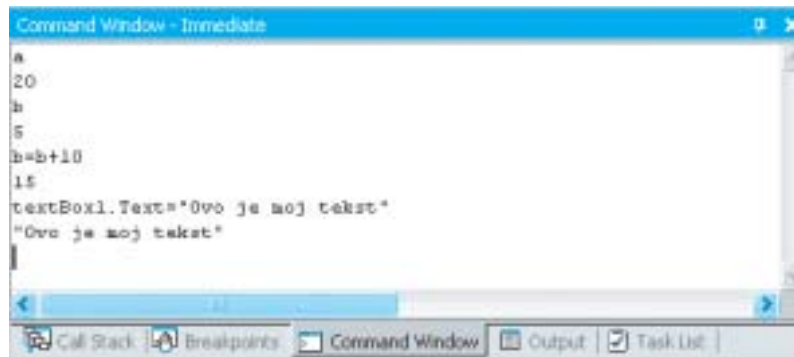 Command Window - Immediate
a
20
b
5
b=b+10
15
textBox1.Text="Ovo je moj tekst"
"Ovo je moj tekst"
Call Stack Breakpoints Command Window Output Task List